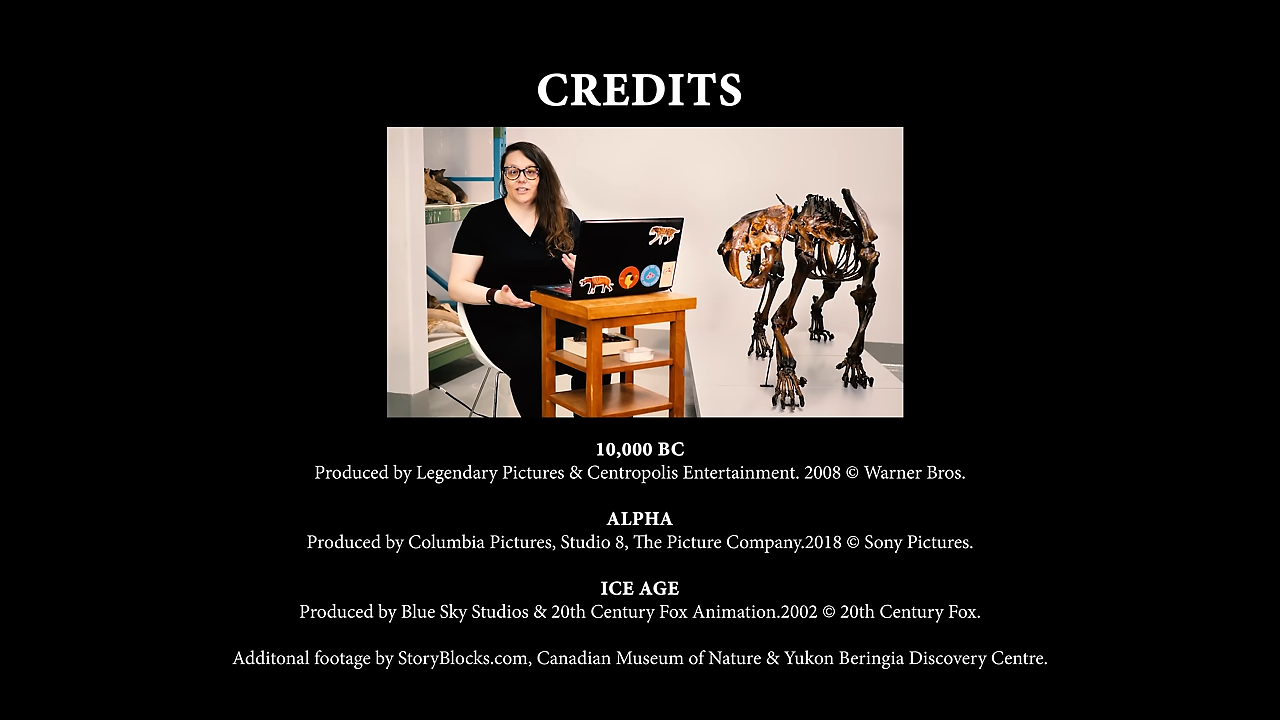 CREDITS
10,000 BC
Produced by Legendary Pictures & Centropolis Entertainment. 2008 © Warner Bros.
ALPHA
Produced by Columbia Pictures, Studio 8, The Picture Company.2018 © Sony Pictures.
ICE AGE
Produced by Blue Sky Studios & 20th Century Fox Animation.2002 © 20th Century Fox.
Additonal footage by StoryBlocks.com, Canadian Museum of Nature & Yukon Beringia Discovery Centre.